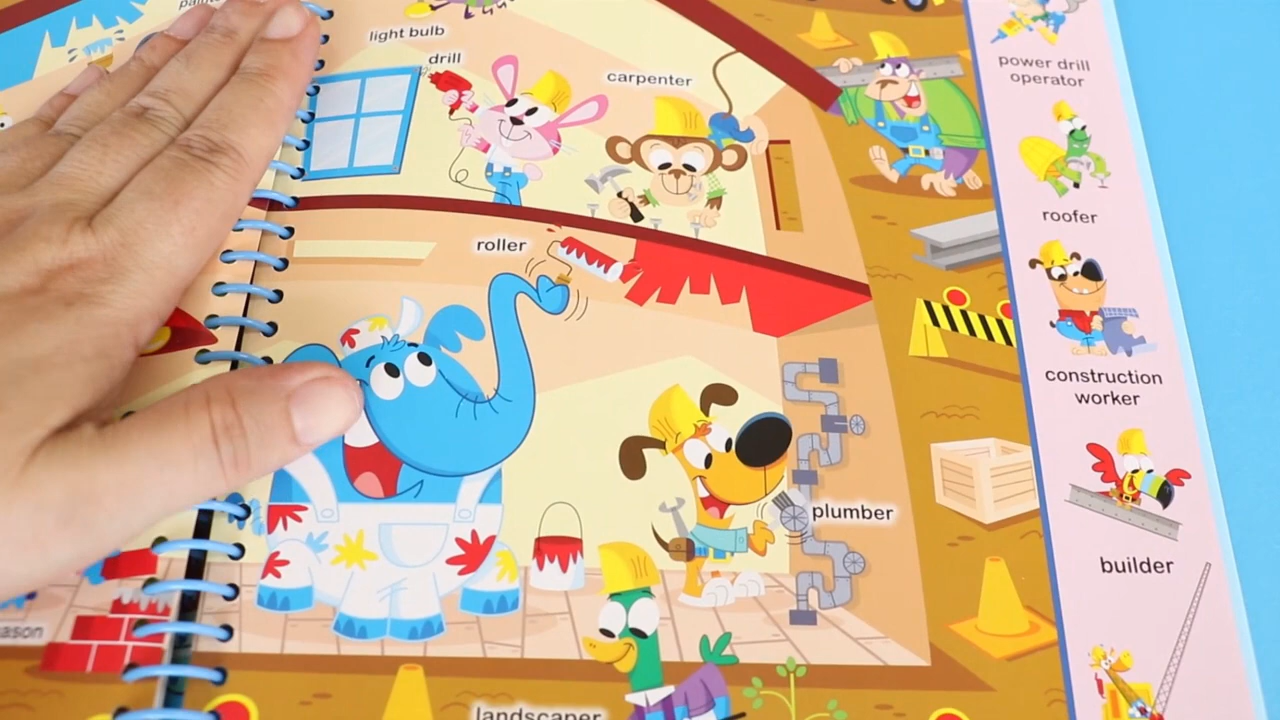 light bulb
drill
carpenter
roller
plumber
landscaper
power drill
operator
roofer
construction
worker
builder